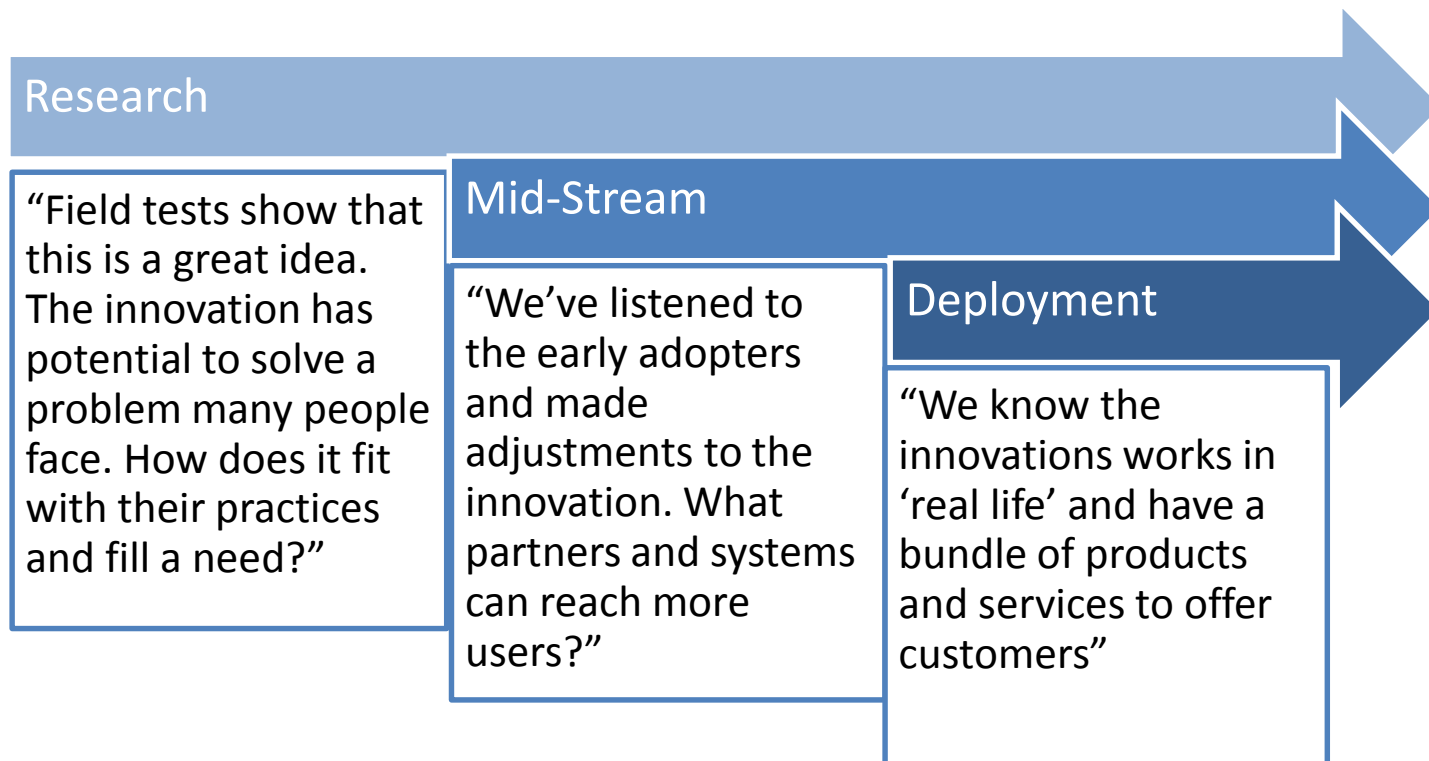 Research
“Field tests show that
this is a great idea.
The innovation has
potential to solve a
problem many people
face. How does it fit
with their practices
and fill a need?”
Mid-Stream
“We’ve listened to
the early adopters
and made
adjustments to the
innovation. What
partners and systems
can reach more
users?”
Deployment
“We know the
innovations works in
‘real life’ and have a
bundle of products
and services to offer
customers”